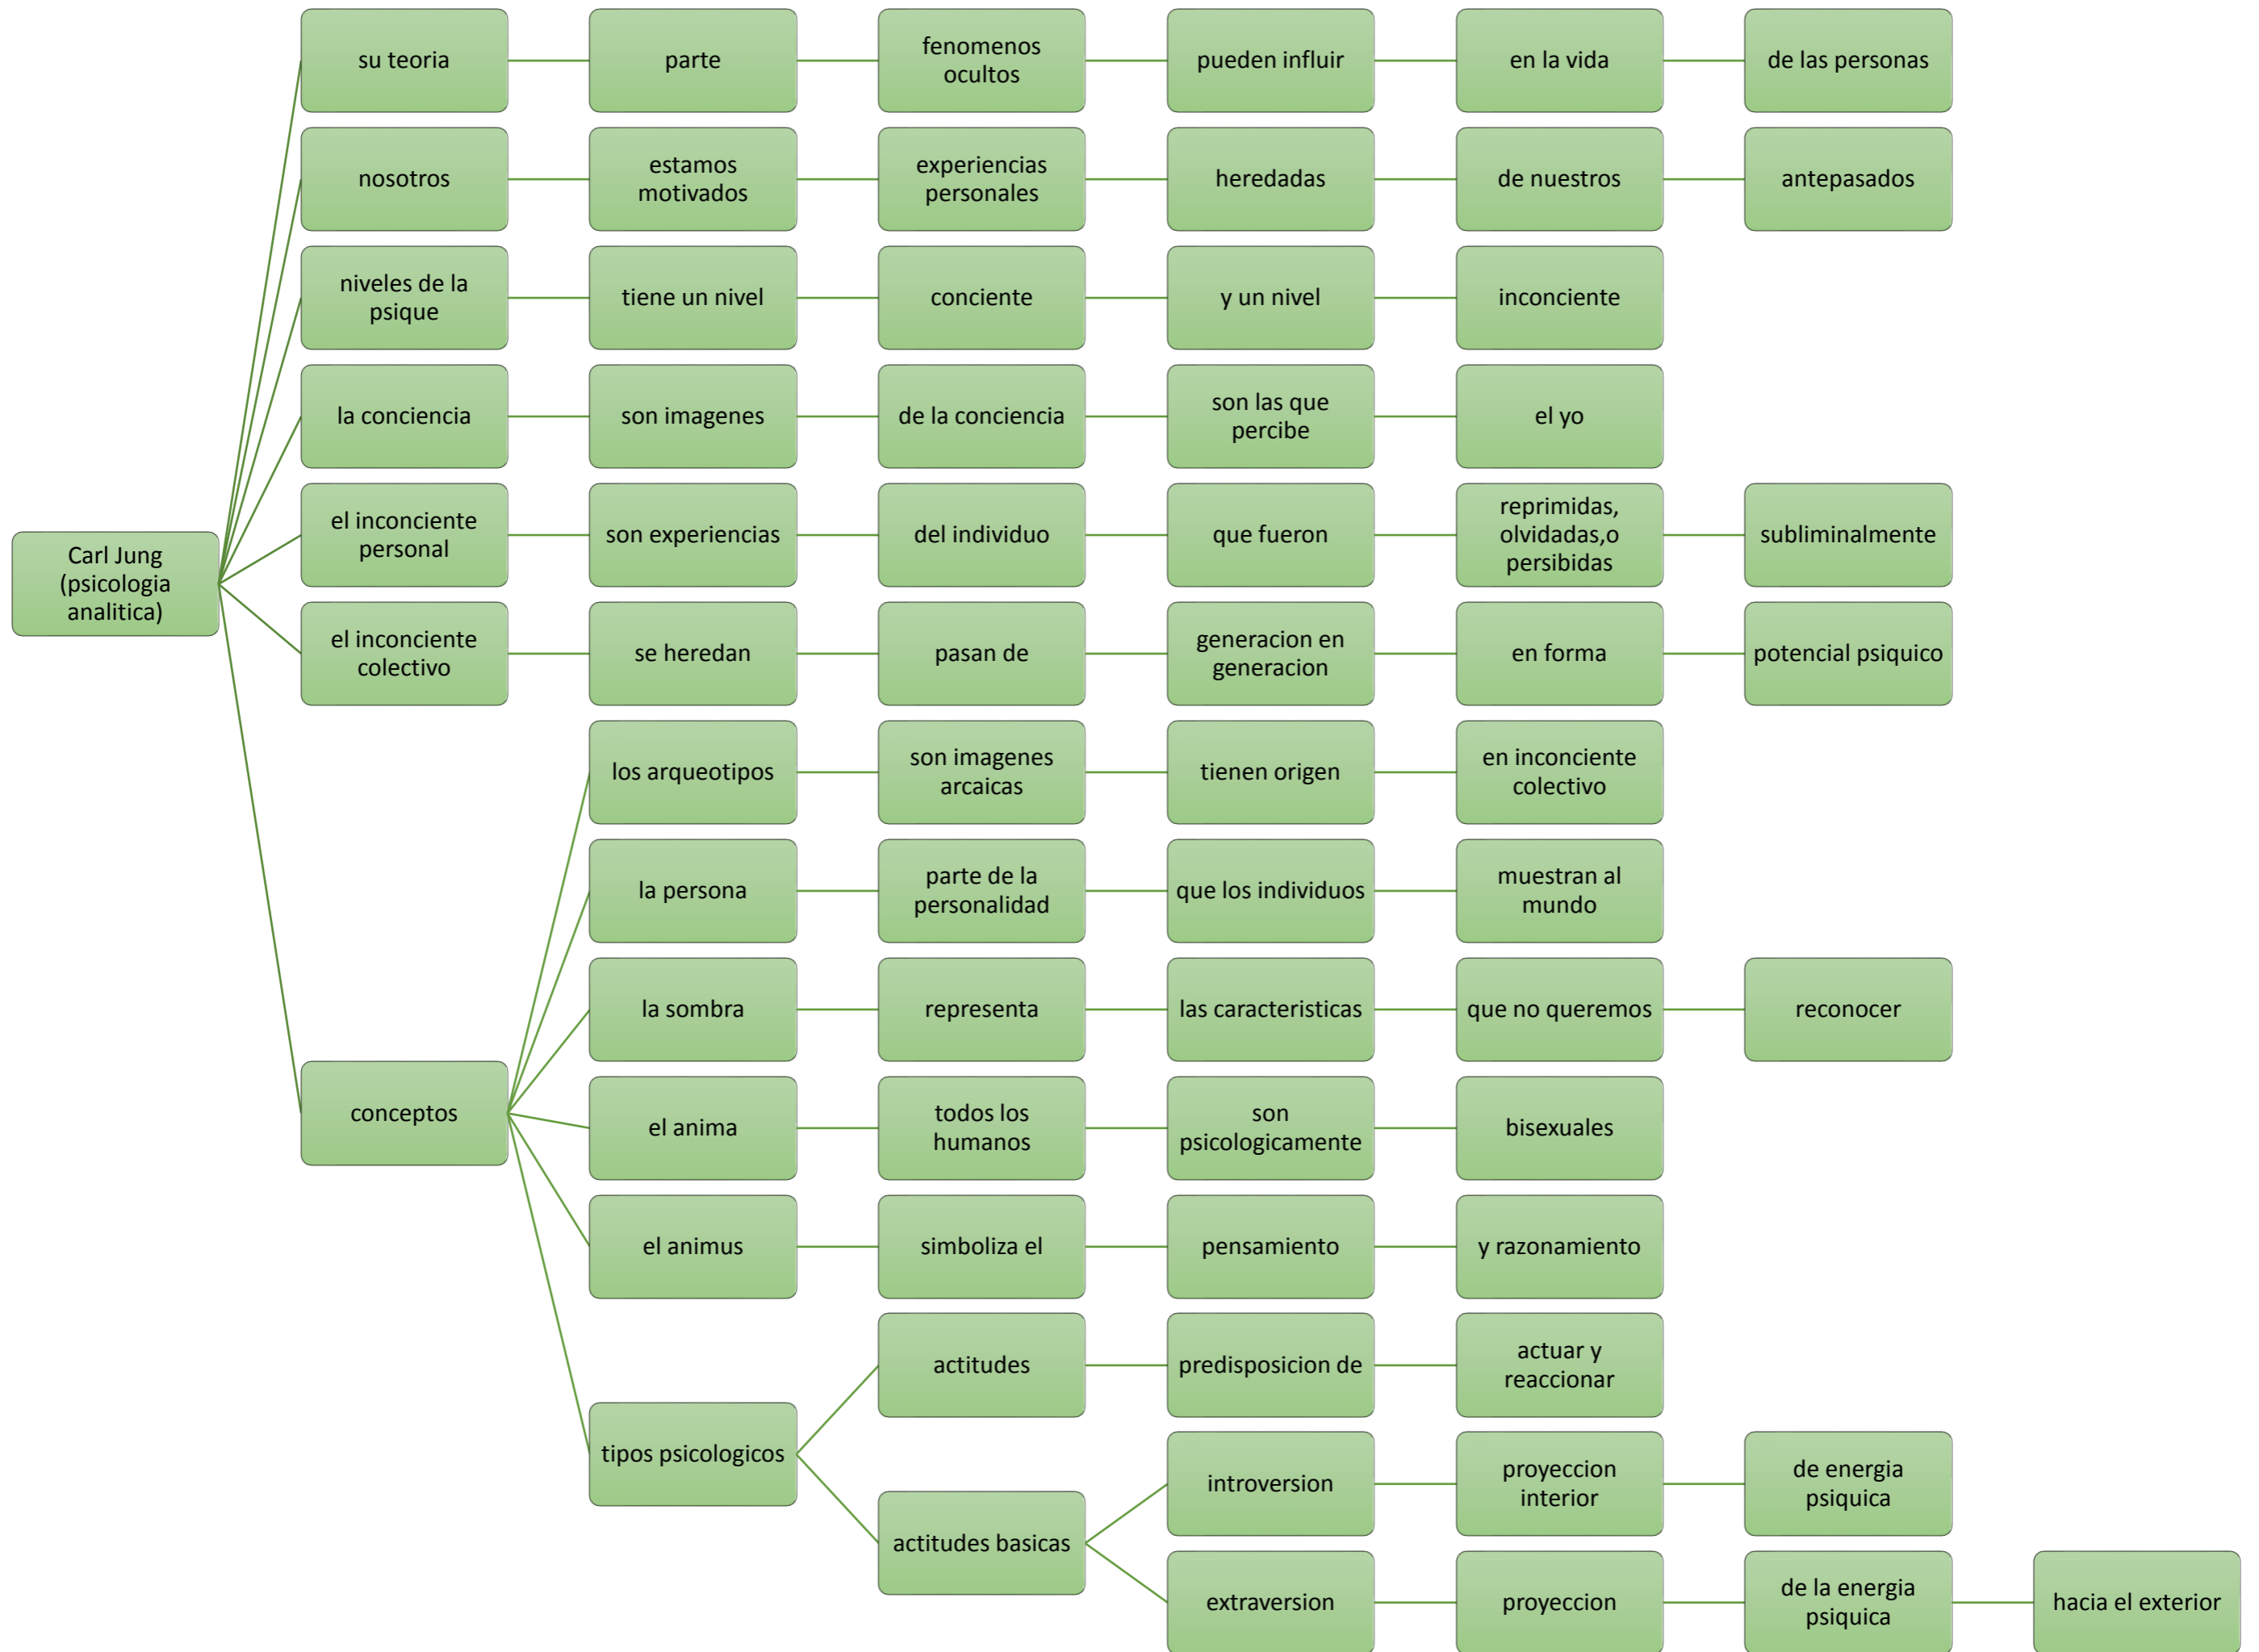 su teoria
parte
fenomenos
ocultos
pueden influir
en la vida
de las personas
nosotros
estamos
motivados
experiencias
personales
heredadas
de nuestros
antepasados
niveles de la
psique
tiene un nivel
conciente
y un nivel
inconciente
la conciencia
son imagenes
de la conciencia
son las que
percibe
el yo
Carl Jung
(psicologia
analitica)
el inconciente
personal
son experiencias
del individuo
que fueron
reprimidas,
olvidadas,o
persibidas
subliminalmente
el inconciente
colectivo
se heredan
pasan de
generacion en
generacion
en forma
potencial psiquico
conceptos
los arqueotipos
son imagenes
arcaicas
tienen origen
en inconciente
colectivo
la persona
parte de la
personalidad
que los individuos
muestran al
mundo
la sombra
representa
las caracteristicas
que no queremos
reconocer
el anima
todos los
humanos
son
psicologicamente
bisexuales
el animus
simboliza el
pensamiento
y razonamiento
tipos psicologicos
actitudes
predisposicion de
actuar y
reaccionar
actitudes basicas
introversion
proyeccion
interior
de energia
psiquica
extraversion
proyeccion
de la energia
psiquica
hacia el exterior